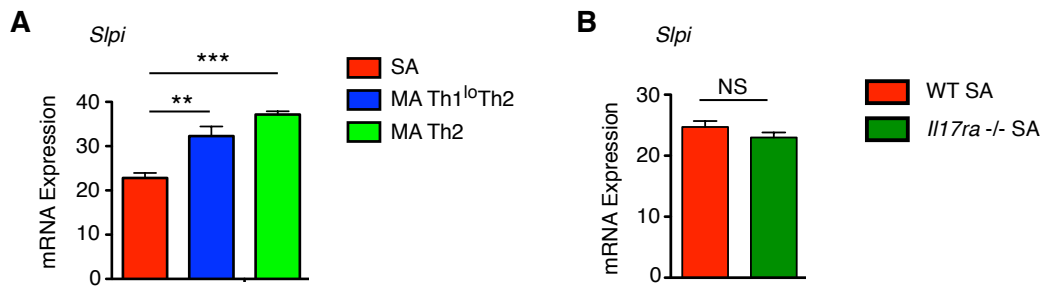 A
Slpi
***
**
mRNA Expression
40
30
20
10
0
SA
MA Th1loTh2
MA Th2
B
Slpi
NS
mRNA Expression
30
20
10
0
WT SA
Il17ra -/- SA